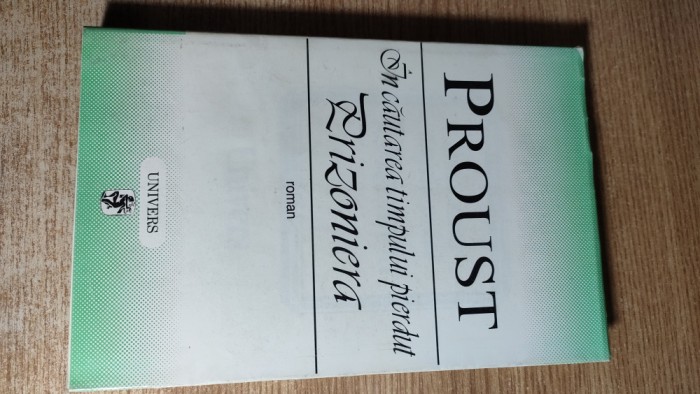 PROUST
În căutarea timpului pierdut
Prizoniera
roman
UNIVERS